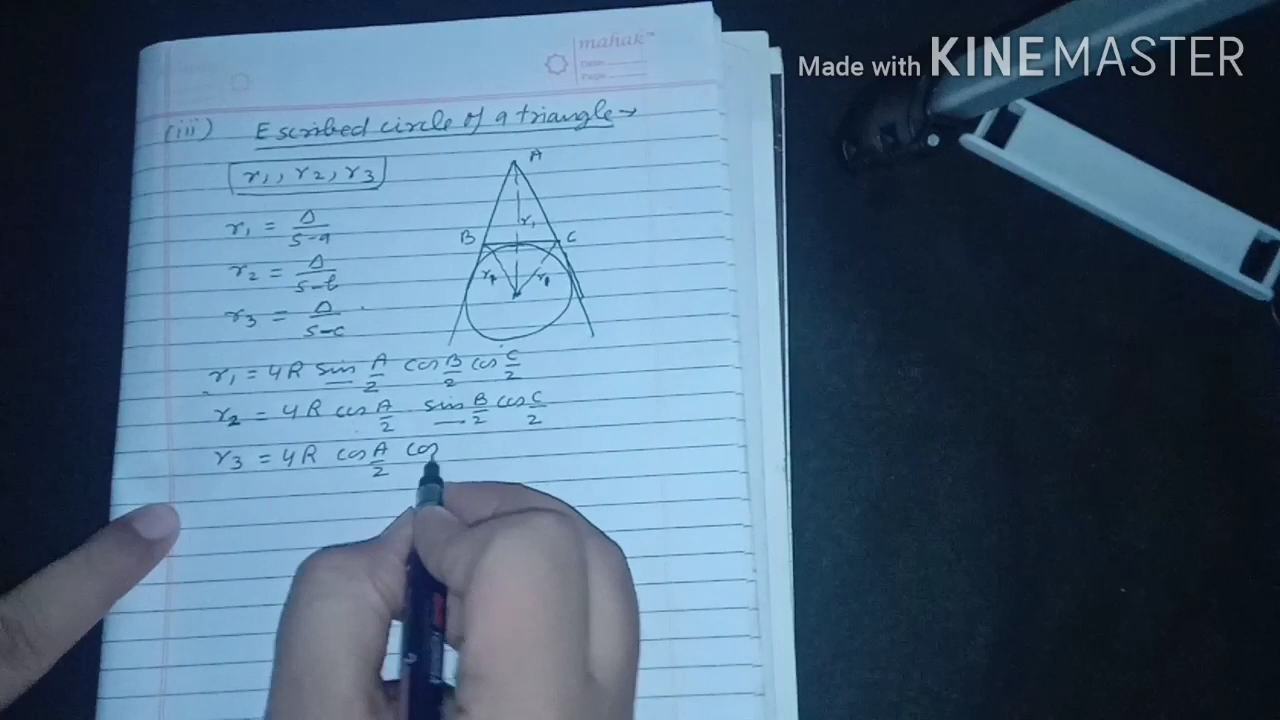 Made with KINEMASTER
mahak
Date
Page
(iii) Escribed circle of a triangle→
r1, r2, r3
r1 = Δ/s-a
r2 = Δ/s-b
r3 = Δ/s-c
A
r1
B C
r1 r1
r1 = 4R sin A/2 cos B/2 cos C/2
r2 = 4R cos A/2 sin B/2 cos C/2
r3 = 4R cos A/2 cos